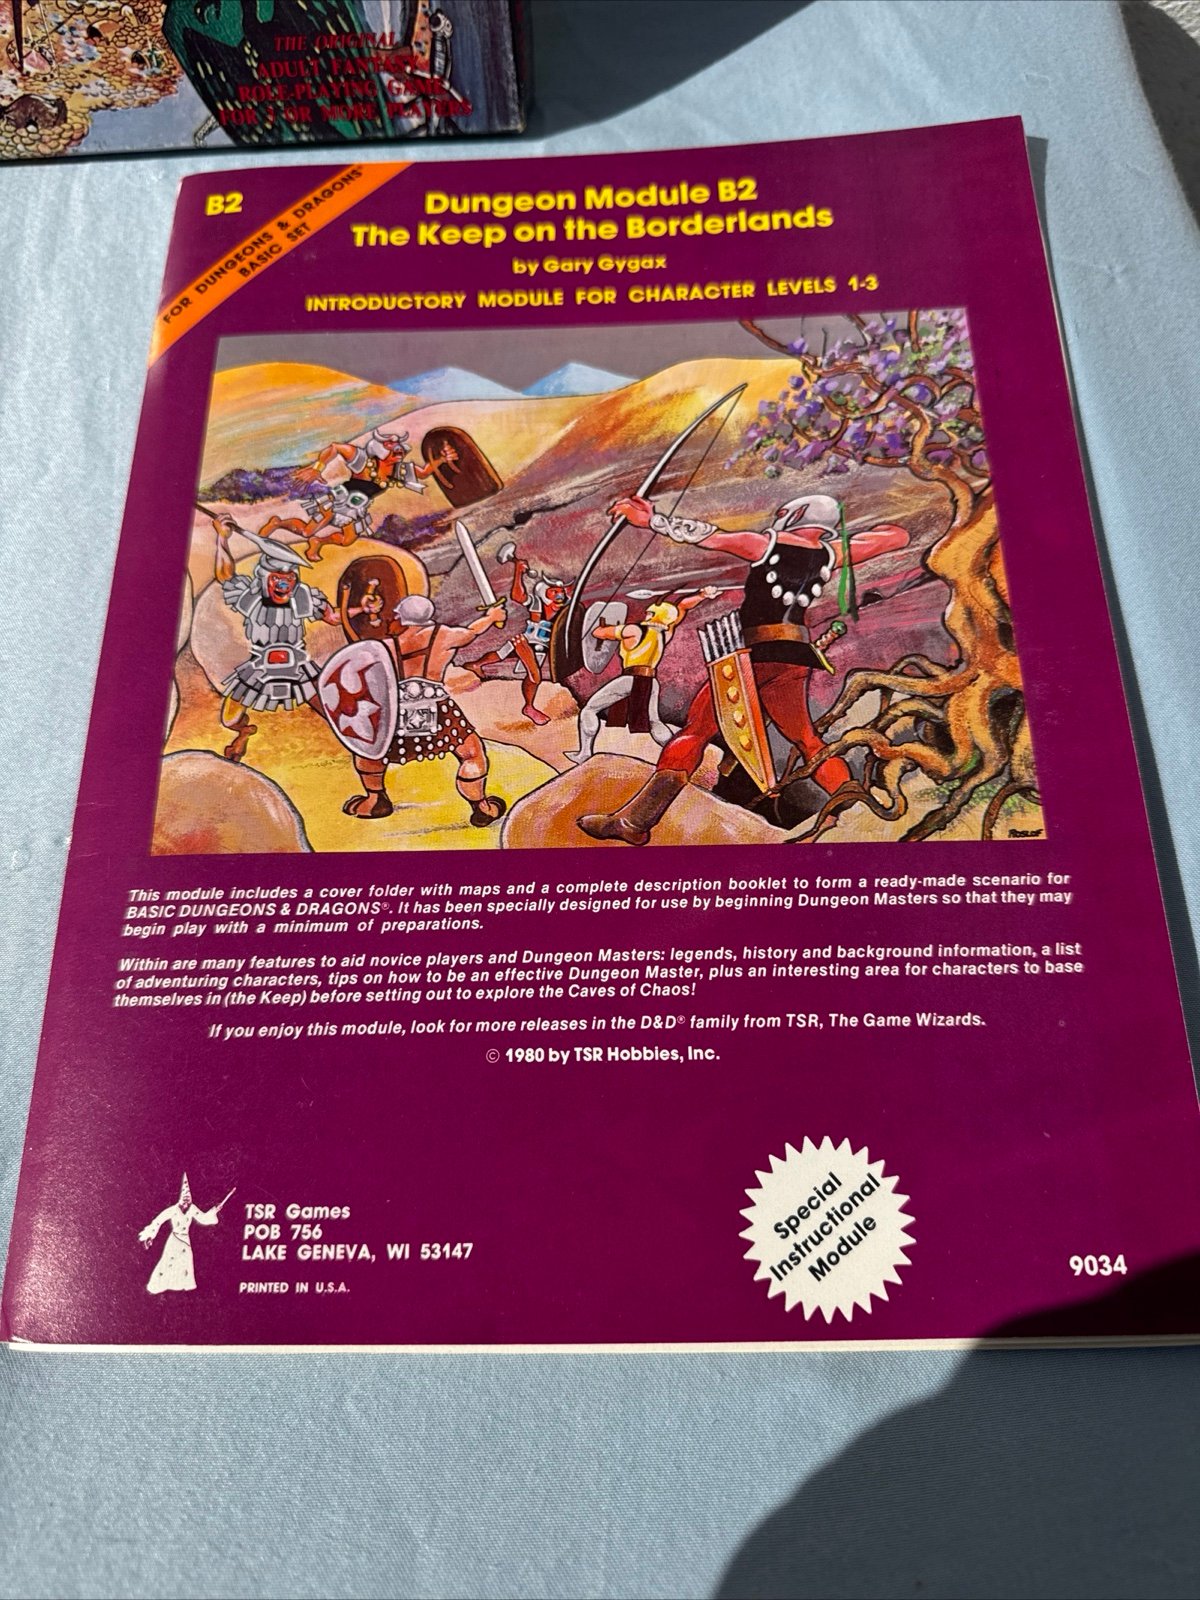 THE ORIGINAL
ADULT FANTASY
ROLE-PLAYING GAME
FOR 3 OR MORE PLAYERS
B2
FOR DUNGEONS & DRAGONS®
BASIC SET
Dungeon Module B2
The Keep on the Borderlands
by Gary Gygax
INTRODUCTORY MODULE FOR CHARACTER LEVELS 1-3
ROSLOF
This module includes a cover folder with maps and a complete description booklet to form a ready-made scenario for
BASIC DUNGEONS & DRAGONS®. It has been specially designed for use by beginning Dungeon Masters so that they may
begin play with a minimum of preparations.
Within are many features to aid novice players and Dungeon Masters: legends, history and background information, a list
of adventuring characters, tips on how to be an effective Dungeon Master, plus an interesting area for characters to base
themselves in (the Keep) before setting out to explore the Caves of Chaos!
If you enjoy this module, look for more releases in the D&D® family from TSR, The Game Wizards.
© 1980 by TSR Hobbies, Inc.
TSR Games
POB 756
LAKE GENEVA, WI 53147
PRINTED IN U.S.A.
Special
Instructional
Module
9034